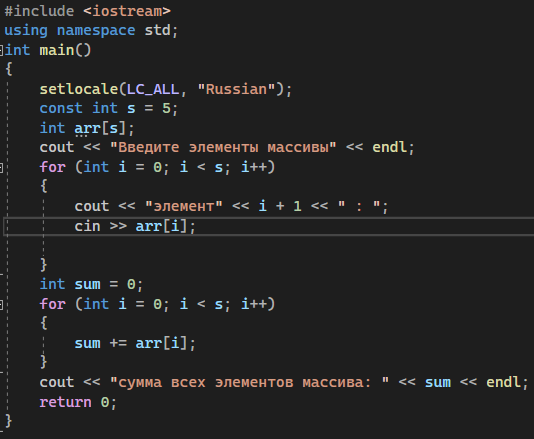 #include <iostream>
using namespace std;
int main()
{
setlocale(LC_ALL, "Russian");
const int s = 5;
int arr[s];
cout << "Введите элементы массивы" << endl;
for (int i = 0; i < s; i++)
{
cout << "элемент" << i + 1 << " : ";
cin >> arr[i];
}
int sum = 0;
for (int i = 0; i < s; i++)
{
sum += arr[i];
}
cout << "сумма всех элементов массива: " << sum << endl;
return 0;
}